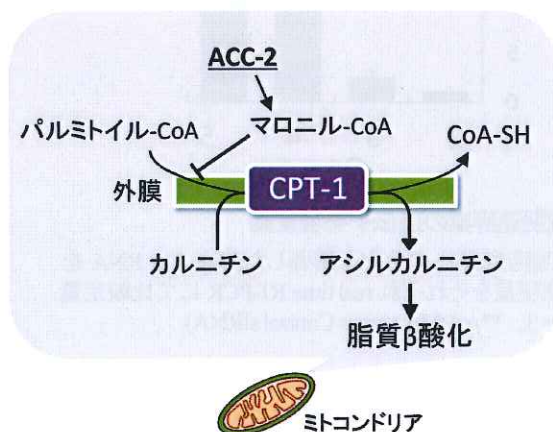 ACC-2
パルミトイル-CoA
マロニル-CoA
CoA-SH
外膜
CPT-1
カルニチン
アシルカルニチン
脂質β酸化
ミトコンドリア